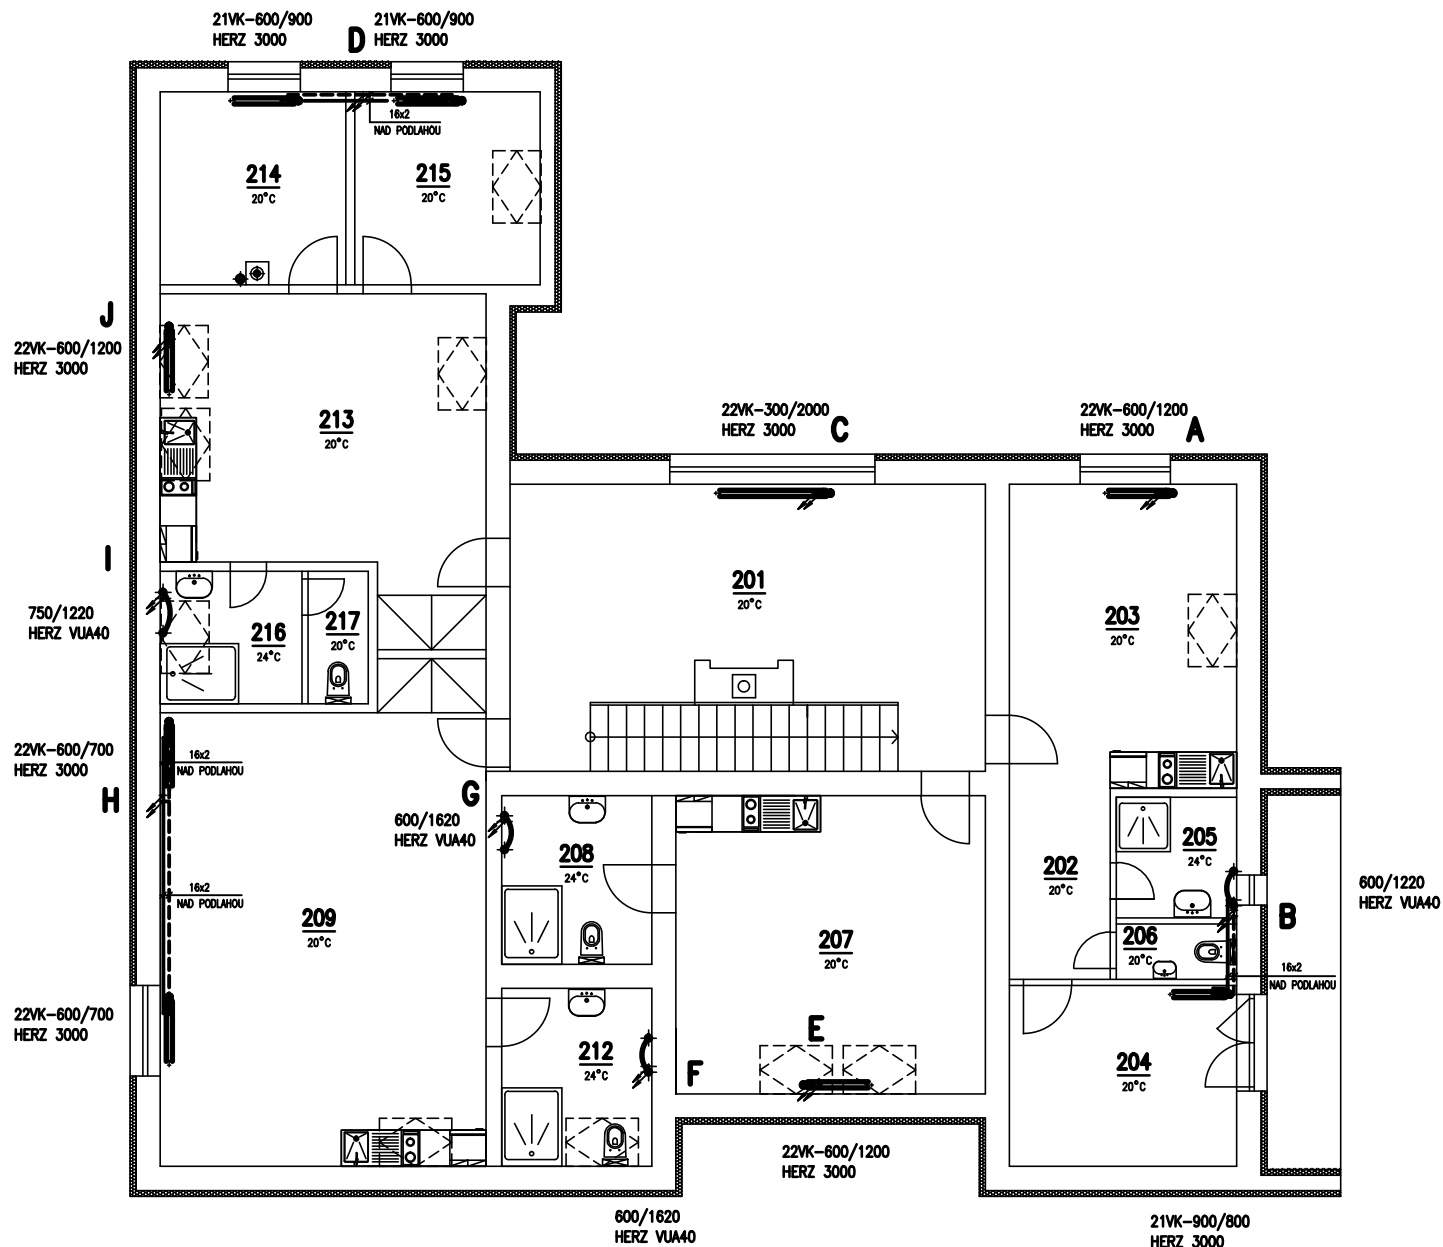 21VK-600/900
HERZ 3000
D
21VK-600/900
HERZ 3000
16x2
NAD PODLAHOU
214
20°C
215
20°C
J
22VK-600/1200
HERZ 3000
213
20°C
22VK-300/2000
HERZ 3000
C
22VK-600/1200
HERZ 3000
A
I
750/1220
HERZ VUA40
216
24°C
217
20°C
201
20°C
203
20°C
22VK-600/700
HERZ 3000
16x2
NAD PODLAHOU
H
G
600/1620
HERZ VUA40
208
24°C
205
24°C
202
20°C
600/1220
HERZ VUA40
B
16x2
NAD PODLAHOU
209
20°C
207
20°C
206
20°C
16x2
NAD PODLAHOU
22VK-600/700
HERZ 3000
E
212
24°C
F
204
20°C
22VK-600/1200
HERZ 3000
600/1620
HERZ VUA40
21VK-900/800
HERZ 3000